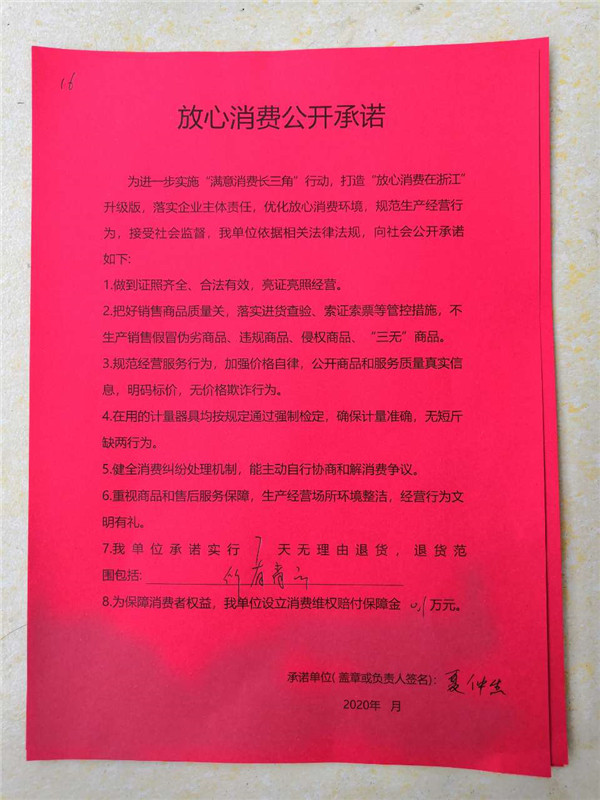 16
放心消费公开承诺
为进一步实施“满意消费长三角”行动，打造“放心消费在浙江”
升级版，落实企业主体责任，优化放心消费环境，规范生产经营行
为，接受社会监督，我单位依据相关法律法规，向社会公开承诺
如下:
1.做到证照齐全、合法有效，亮证亮照经营。
2.把好销售商品质量关，落实进货查验、索证索票等管控措施，不
生产销售假冒伪劣商品、违规商品、侵权商品、“三无”商品。
3.规范经营服务行为，加强价格自律，公开商品和服务质量真实信
息，明码标价，无价格欺诈行为。
4.在用的计量器具均按规定通过强制检定，确保计量准确，无短斤
缺两行为。
5.健全消费纠纷处理机制，能主动自行协商和解消费争议。
6.重视商品和售后服务保障，生产经营场所环境整洁，经营行为文
明有礼。
7.我单位承诺实行 7 天无理由退货，退货范
围包括: 所有商品
8.为保障消费者权益，我单位设立消费维权赔付保障金 0.1 万元。
承诺单位(盖章或负责人签名): 夏仲
2020年 月